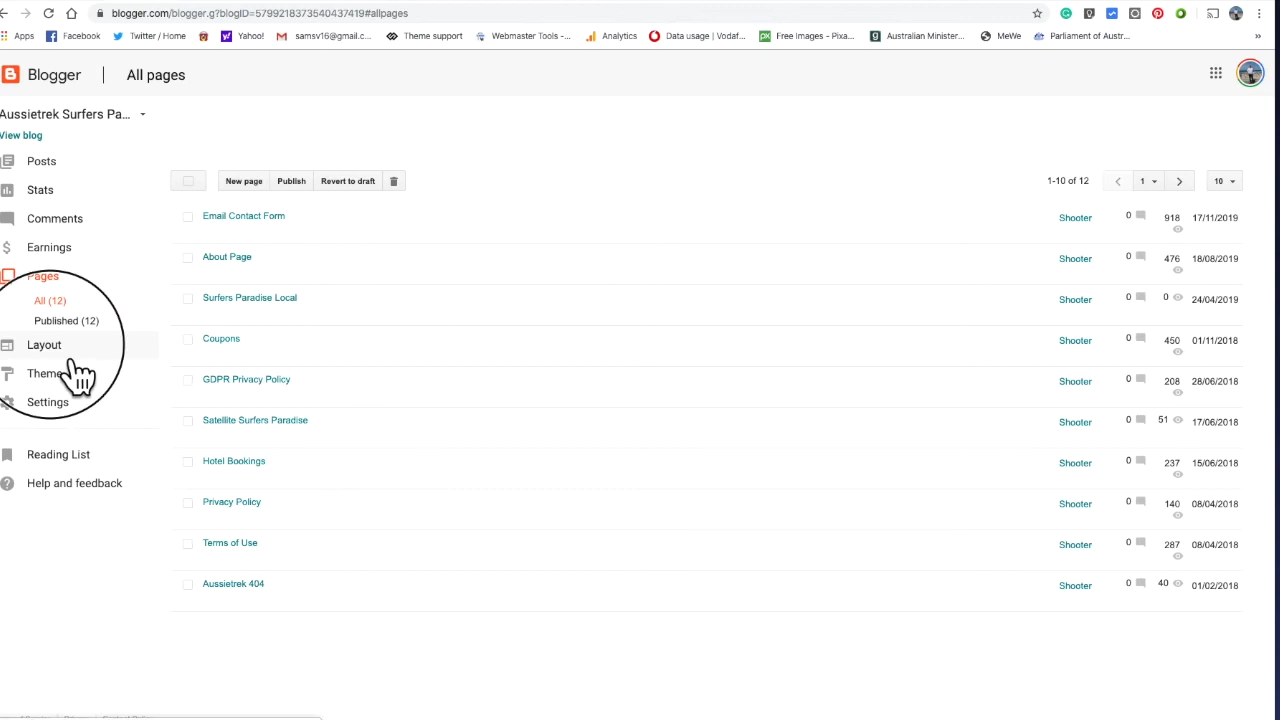 blogger.com/blogger.g?blogID=5799218373540437419#allpages
Apps Facebook Twitter / Home Yahoo! samsv16@gmail.c... Theme support Webmaster Tools -... Analytics Data usage | Vodaf... Free Images - Pixa... Australian Minister... MeWe Parliament of Austr... »
Blogger | All pages
Aussietrek Surfers Pa...
View blog
Posts
Stats
Comments
Earnings
Pages
All (12)
Published (12)
Layout
Theme
Settings
Reading List
Help and feedback
New page Publish Revert to draft 1-10 of 12 1 10
Email Contact Form Shooter 0 918 17/11/2019
About Page Shooter 0 476 18/08/2019
Surfers Paradise Local Shooter 0 0 24/04/2019
Coupons Shooter 0 450 01/11/2018
GDPR Privacy Policy Shooter 0 208 28/06/2018
Satellite Surfers Paradise Shooter 0 51 17/06/2018
Hotel Bookings Shooter 0 237 15/06/2018
Privacy Policy Shooter 0 140 08/04/2018
Terms of Use Shooter 0 287 08/04/2018
Aussietrek 404 Shooter 0 40 01/02/2018